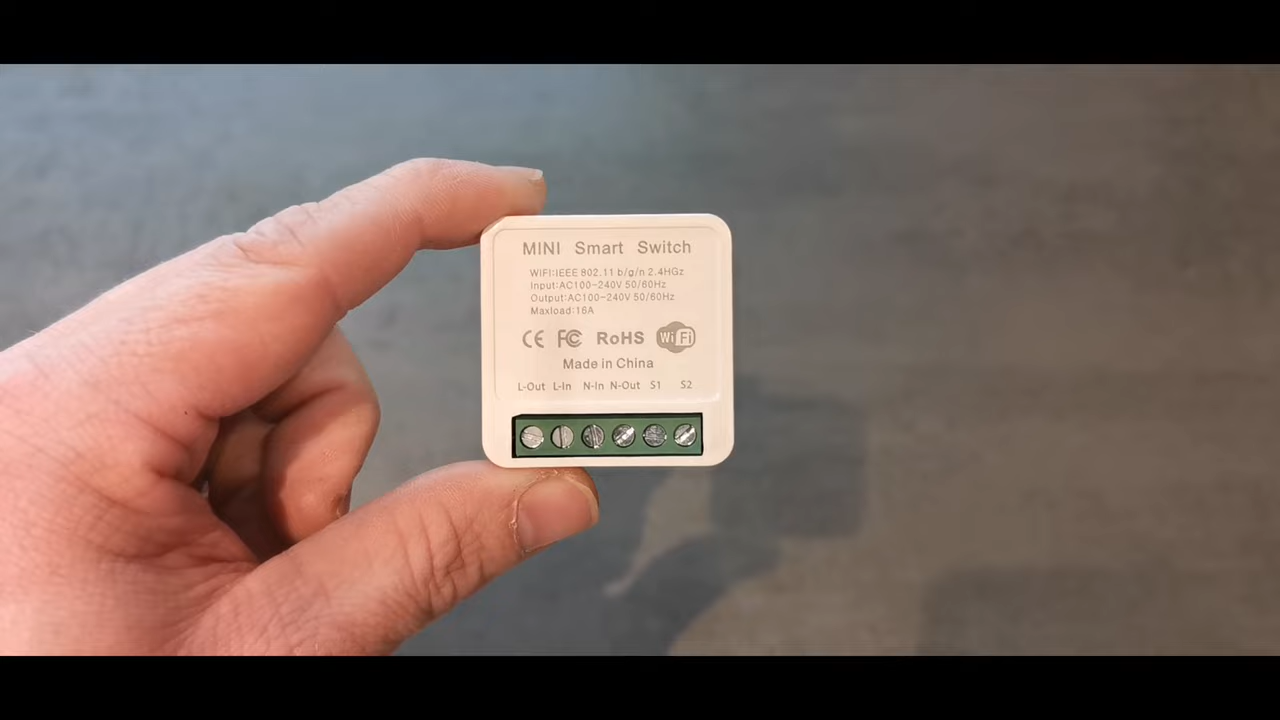 MINI Smart Switch
WiFi:IEEE 802.11 b/g/n 2.4HGz
Input:AC100-240V 50/60Hz
Output:AC100-240V 50/60Hz
Maxload:16A
CE FC RoHS WiFi
Made in China
L-Out L-In N-In N-Out S1 S2